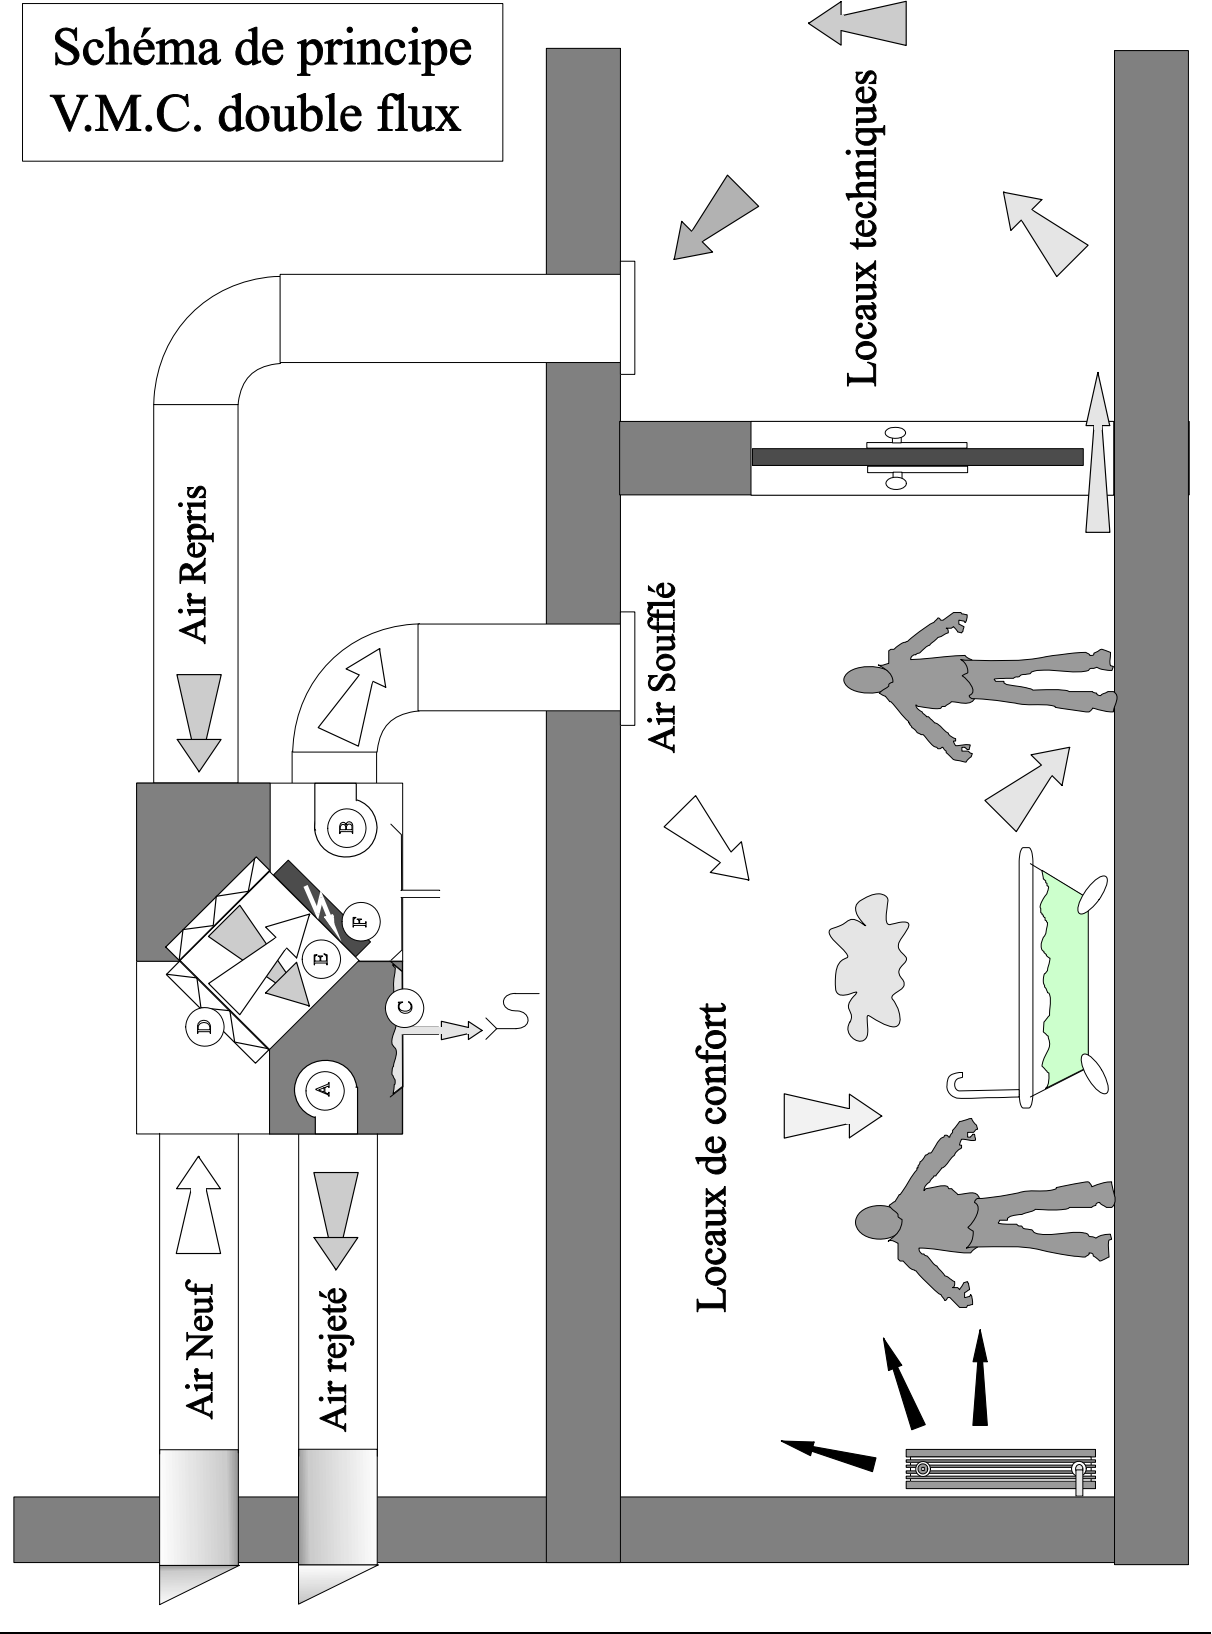 Schéma de principe
V.M.C. double flux
Locaux techniques
Air Repris
Air Soufflé
B
F
E
D
C
A
Locaux de confort
Air Neuf
Air rejeté